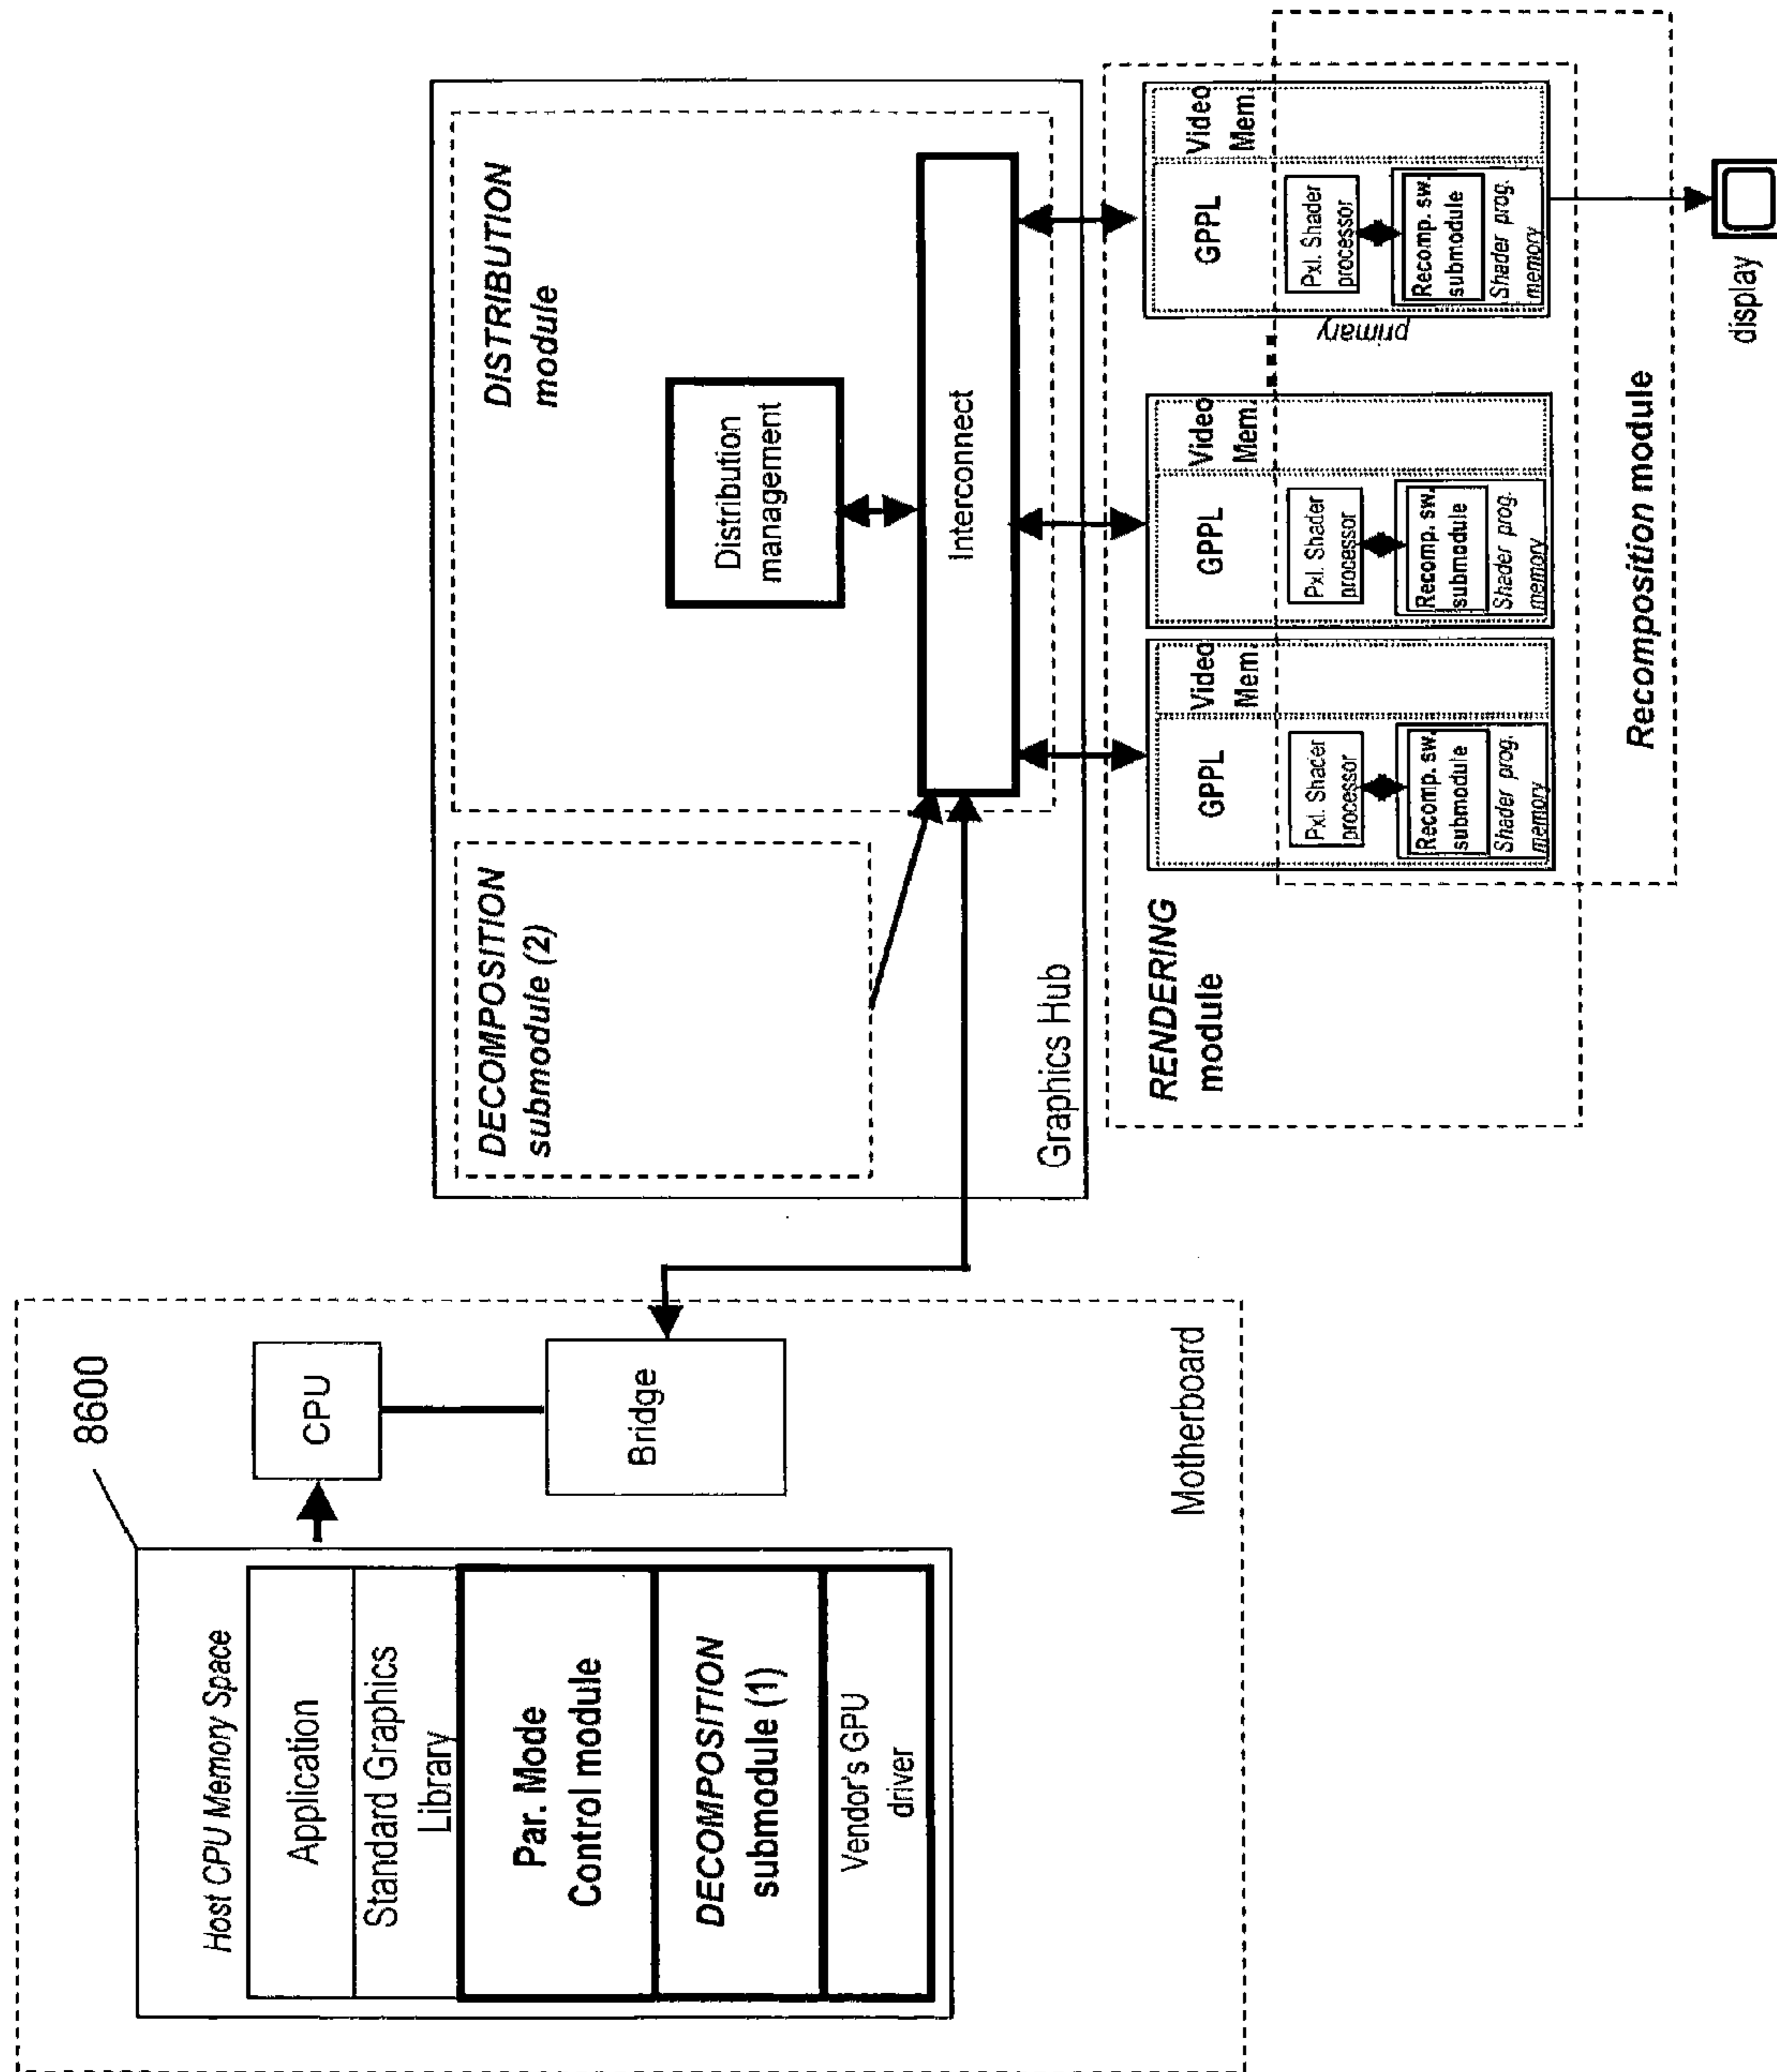 8600
Host CPU Memory Space
Application
Standard Graphics
Library
Par. Mode
Control module
DECOMPOSITION
submodule (1)
Vendor's GPU
driver
CPU
Bridge
Motherboard
DECOMPOSITION
submodule (2)
Graphics Hub
DISTRIBUTION
module
Distribution
management
Interconnect
RENDERING
module
GPPL
Video
Mem.
Pxl. Shader
processor
Recomp. sw.
submodule
Shader prog.
memory
GPPL
Video
Mem.
Pxl. Shader
processor
Recomp. sw.
submodule
Shader prog.
memory
primary
GPPL
Video
Mem.
Pxl. Shader
processor
Recomp. sw.
submodule
Shader prog.
memory
Recomposition module
display